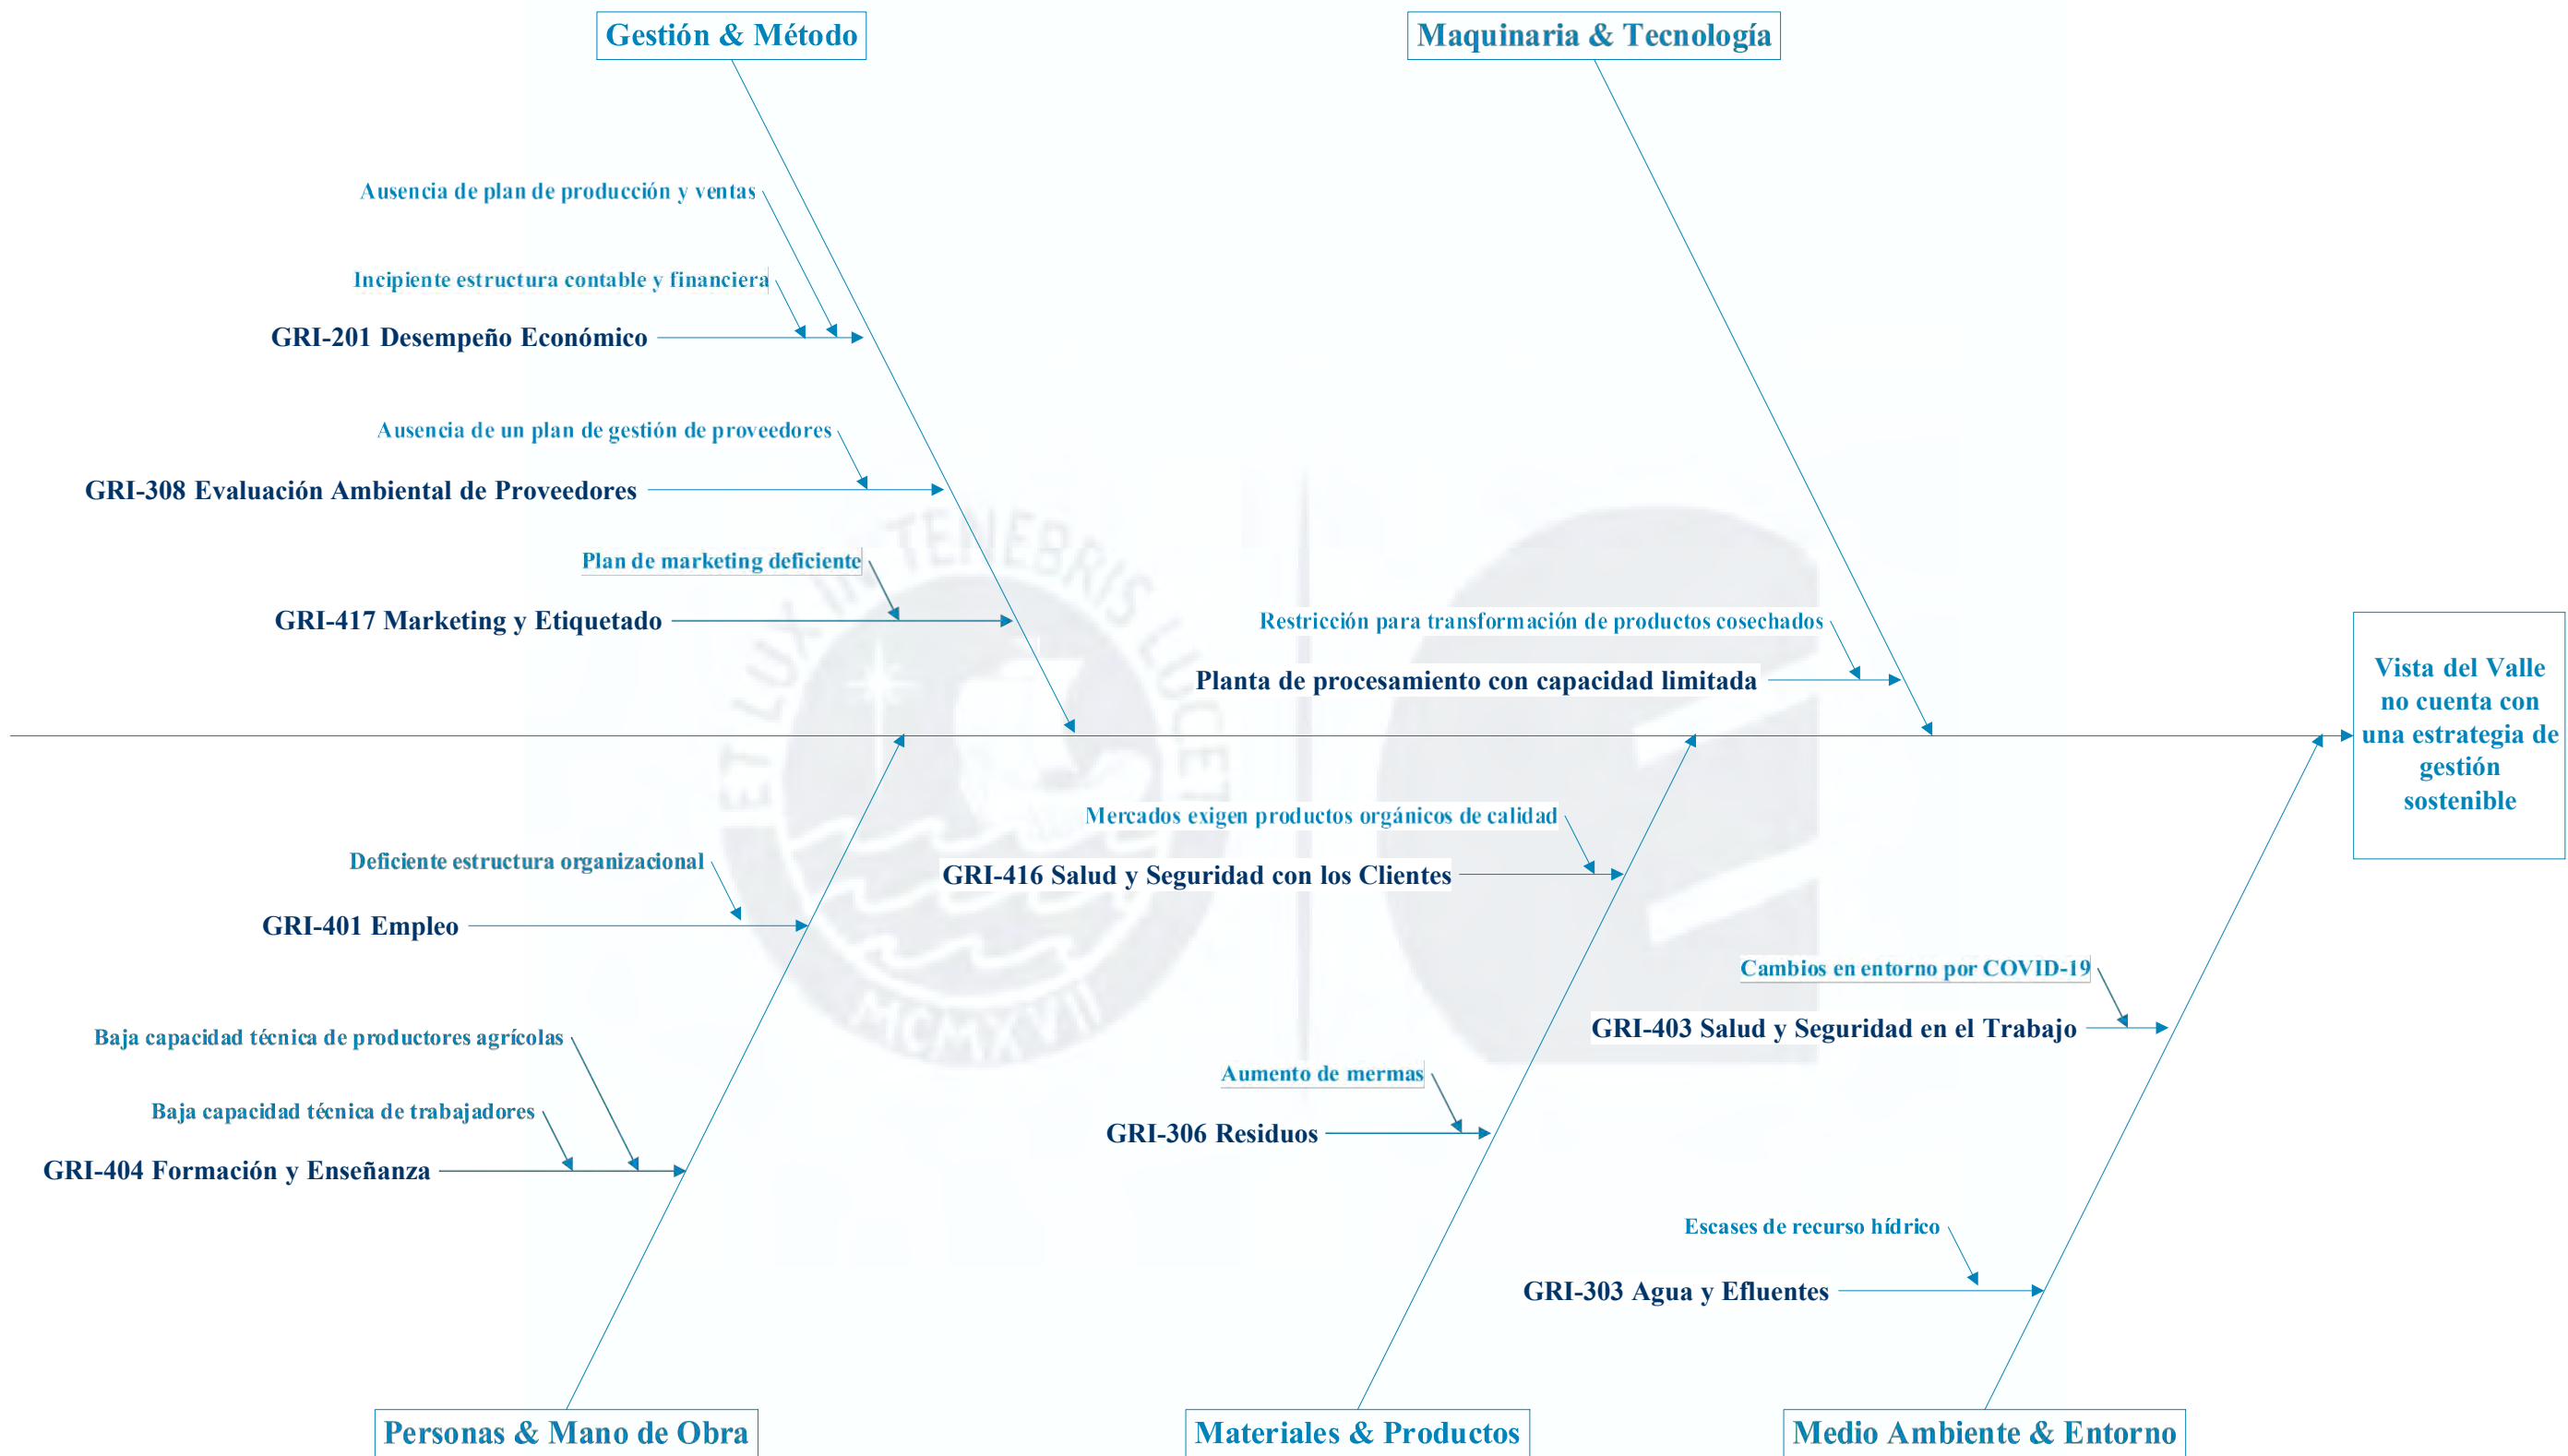 Gestión & Método
Maquinaria & Tecnología
Ausencia de plan de producción y ventas
Incipiente estructura contable y financiera
GRI-201 Desempeño Económico
Ausencia de un plan de gestión de proveedores
GRI-308 Evaluación Ambiental de Proveedores
Plan de marketing deficiente
GRI-417 Marketing y Etiquetado
Restricción para transformación de productos cosechados
Planta de procesamiento con capacidad limitada
Vista del Valle
no cuenta con
una estrategia de
gestión
sostenible
ET LUX IN TENEBRIS LUCET
MCMXVII
Mercados exigen productos orgánicos de calidad
GRI-416 Salud y Seguridad con los Clientes
Deficiente estructura organizacional
GRI-401 Empleo
Cambios en entorno por COVID-19
GRI-403 Salud y Seguridad en el Trabajo
Baja capacidad técnica de productores agrícolas
Baja capacidad técnica de trabajadores
GRI-404 Formación y Enseñanza
Aumento de mermas
GRI-306 Residuos
Escases de recurso hídrico
GRI-303 Agua y Efluentes
Personas & Mano de Obra
Materiales & Productos
Medio Ambiente & Entorno